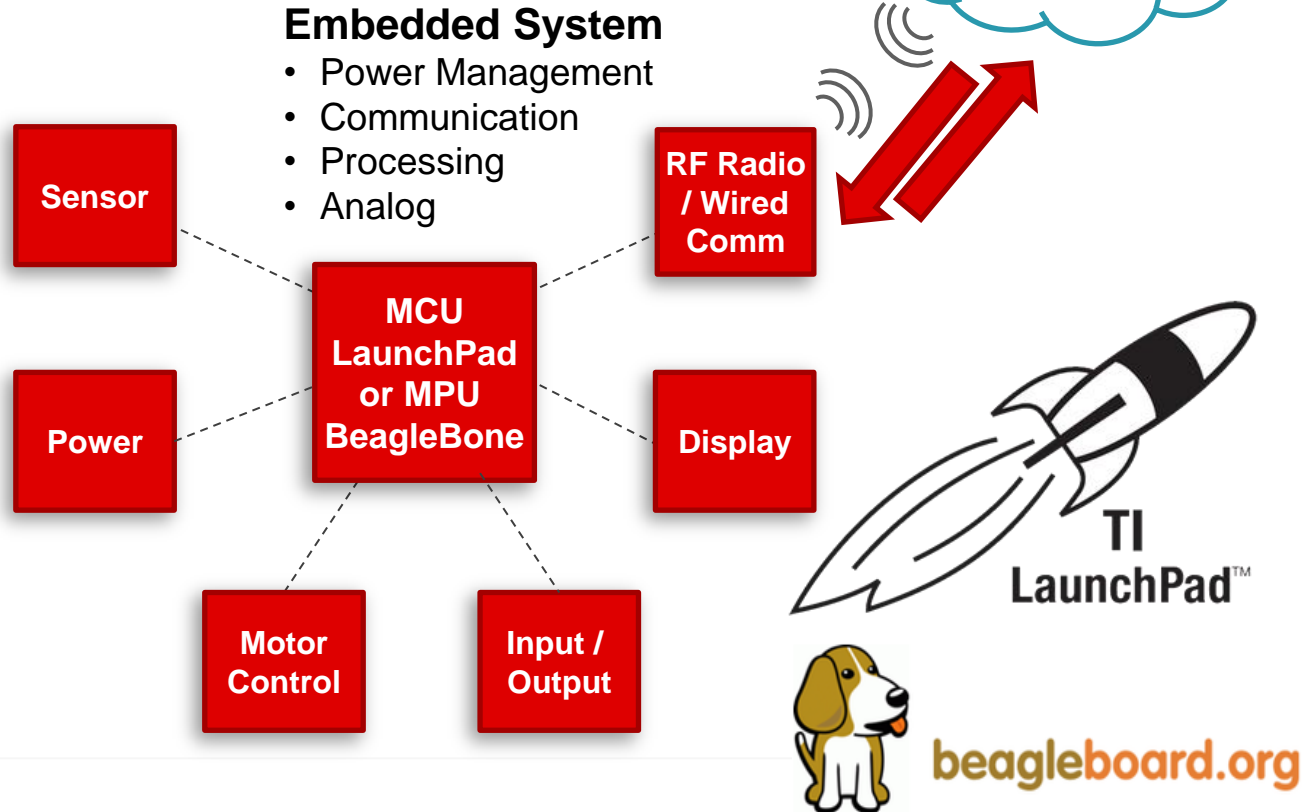 Embedded System
• Power Management
• Communication
• Processing
• Analog
Sensor
RF Radio
/ Wired
Comm
MCU
LaunchPad
or MPU
BeagleBone
Power
Display
Motor
Control
Input /
Output
TI
LaunchPad™
beagleboard.org